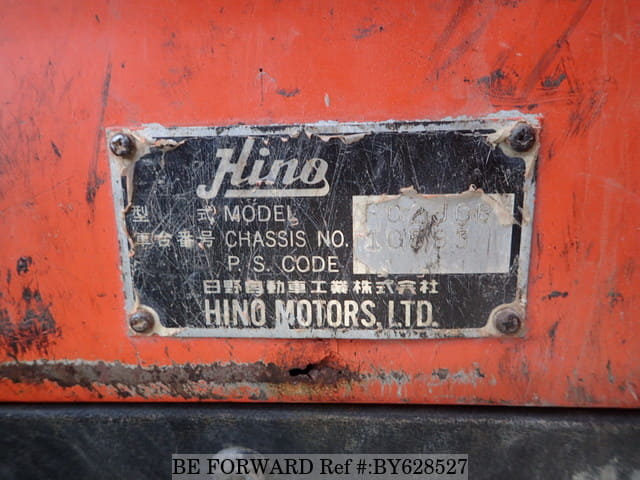 Hino
型 式 MODEL
車台番号 CHASSIS NO.
P. S. CODE
日野自動車工業株式会社
HINO MOTORS, LTD.
BE FORWARD Ref #:BY628527